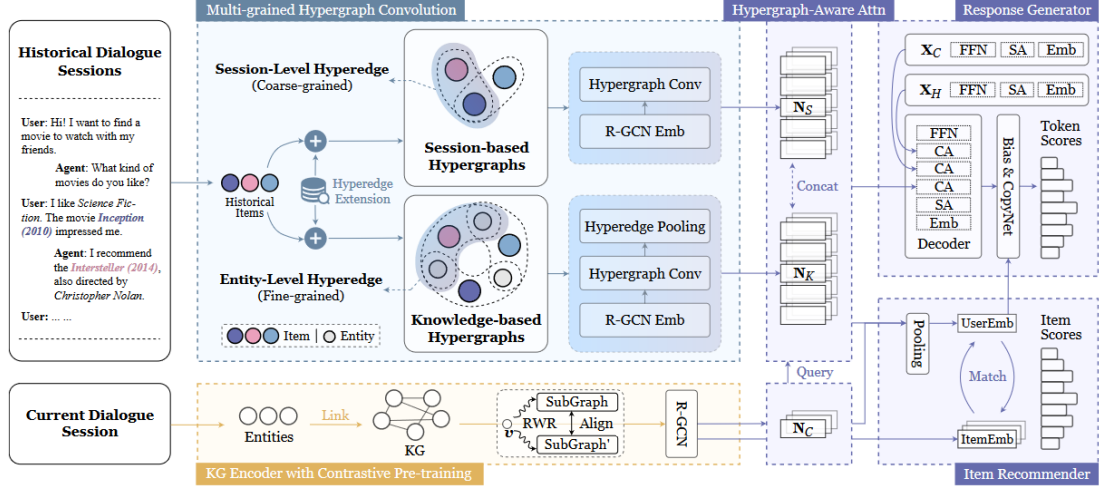 Multi-grained Hypergraph Convolution
Hypergraph-Aware Attn
Response Generator
Historical Dialogue
Sessions
User: Hi! I want to find a
movie to watch with my
friends.
Agent: What kind of
movies do you like?
User: I like Science Fic-
tion. The movie Inception
(2010) impressed me.
Agent: I recommend
the Intersteller (2014),
also directed by
Christopher Nolan.
User: ... ...
Session-Level Hyperedge
(Coarse-grained)
Historical
Items
Hyperedge
Extension
Entity-Level Hyperedge
(Fine-grained)
Item | Entity
Session-based
Hypergraphs
Knowledge-based
Hypergraphs
Hypergraph Conv
R-GCN Emb
Hyperedge Pooling
Hypergraph Conv
R-GCN Emb
N_S
Concat
N_K
Query
X_C FFN SA Emb
X_H FFN SA Emb
FFN
CA
CA
CA
SA
Emb
Decoder
Bias & CopyNet
Token
Scores
Current Dialogue
Session
Entities
Link
KG
v
RWR
SubGraph
Align
SubGraph'
R-GCN
KG Encoder with Contrastive Pre-training
N_C
Pooling
UserEmb
Match
ItemEmb
Item
Scores
Item Recommender